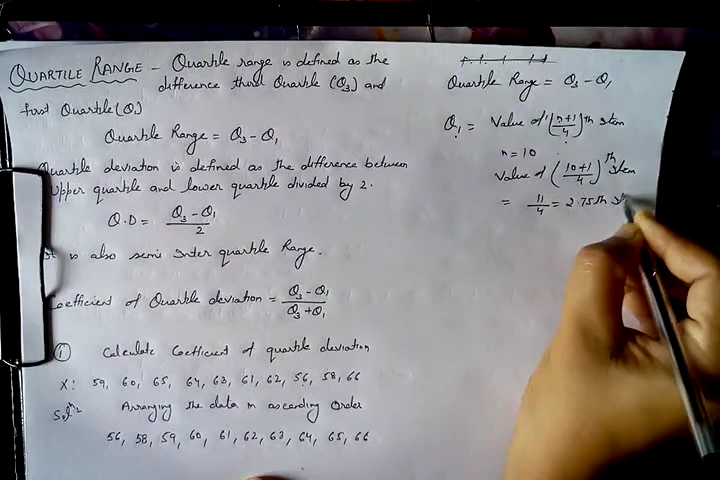 QUARTILE RANGE - Quartile range is defined as the
difference third Quartile (Q3) and
first Quartile (Q1)
Quartile Range = Q3 - Q1
Quartile deviation is defined as the difference between
Upper quartile and lower quartile divided by 2.
Q.D = Q3 - Q1 / 2
It is also semi Inter quartile Range.
Coefficient of Quartile deviation = Q3 - Q1 / Q3 + Q1
① Calculate Coefficient of quartile deviation
X: 59, 60, 65, 64, 63, 61, 62, 56, 58, 66
Soln Arranging the data in ascending Order
56, 58, 59, 60, 61, 62, 63, 64, 65, 66
Quartile Range = Q3 - Q1
Q1 = Value of (n+1 / 4)th item
n = 10
Value of (10+1 / 4)th item
= 11/4 = 2.75th